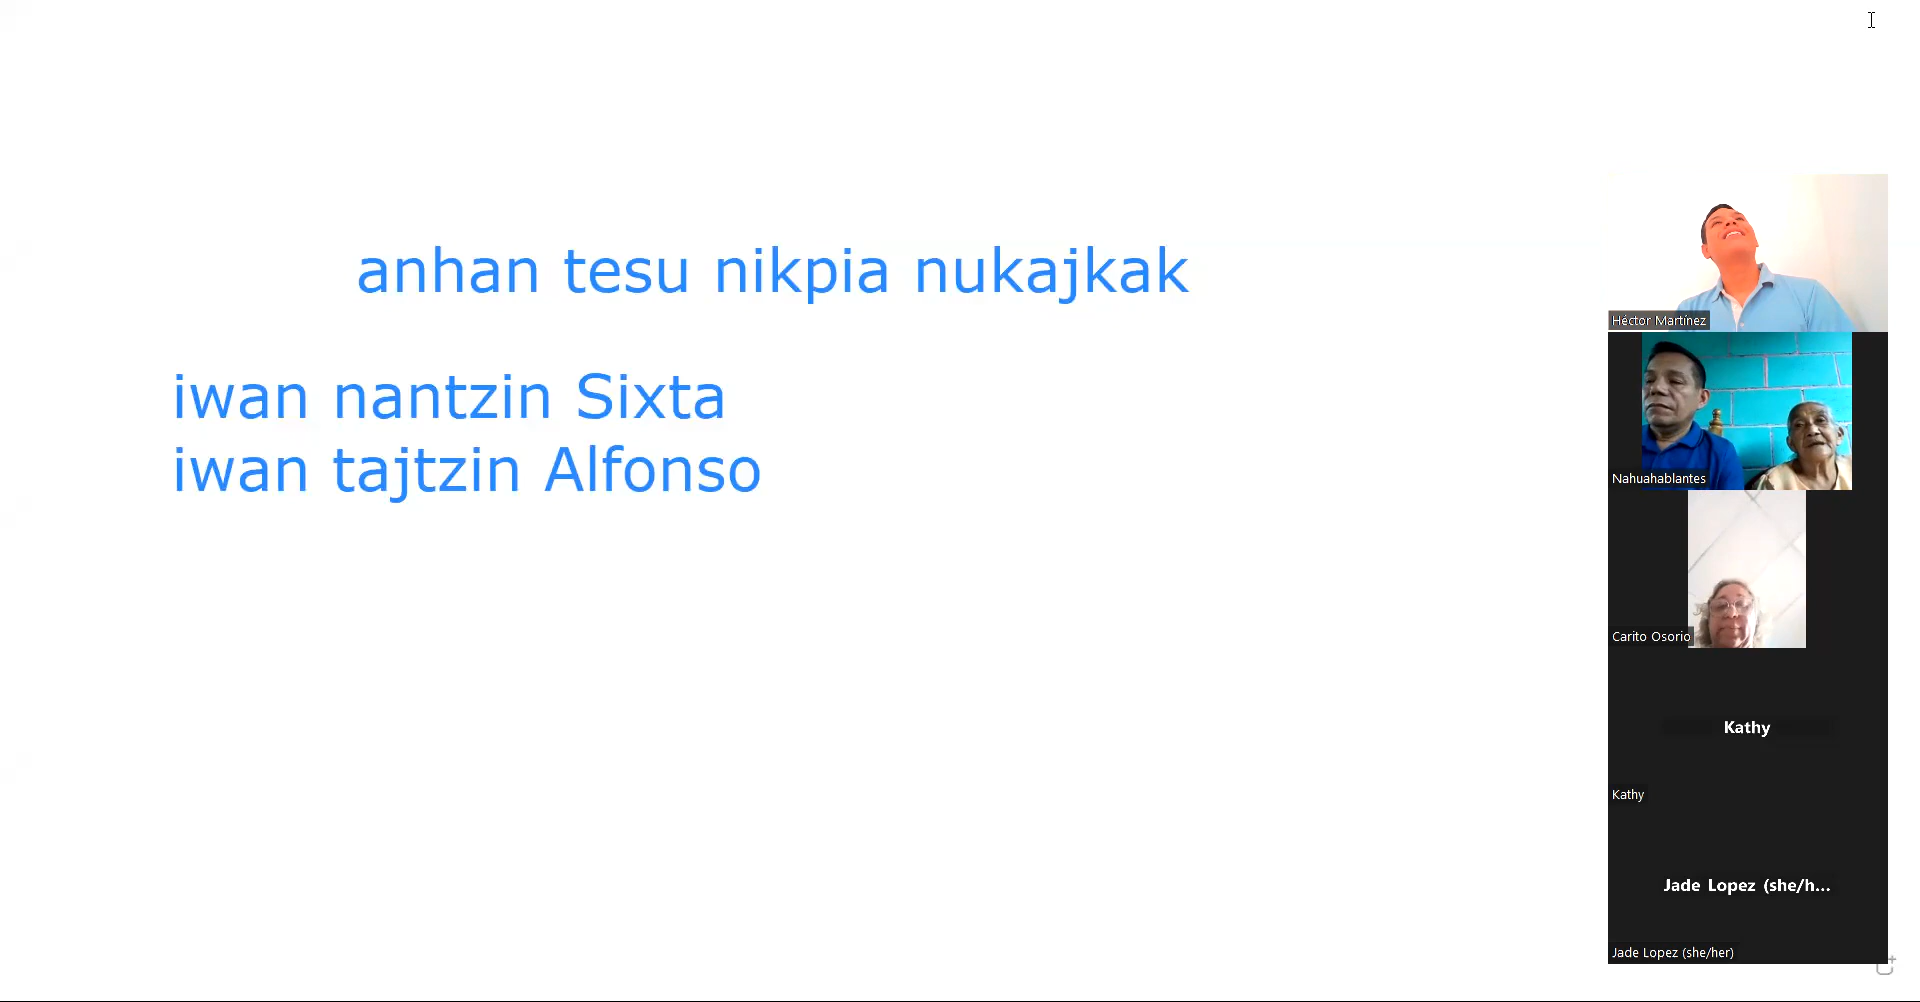 anhan tesu nikpia nukajkak
iwan nantzin Sixta
iwan tajtzin Alfonso
Héctor Martínez
Nahuahablantes
Carito Osorio
Kathy
Kathy
Jade Lopez (she/h...
Jade Lopez (she/her)